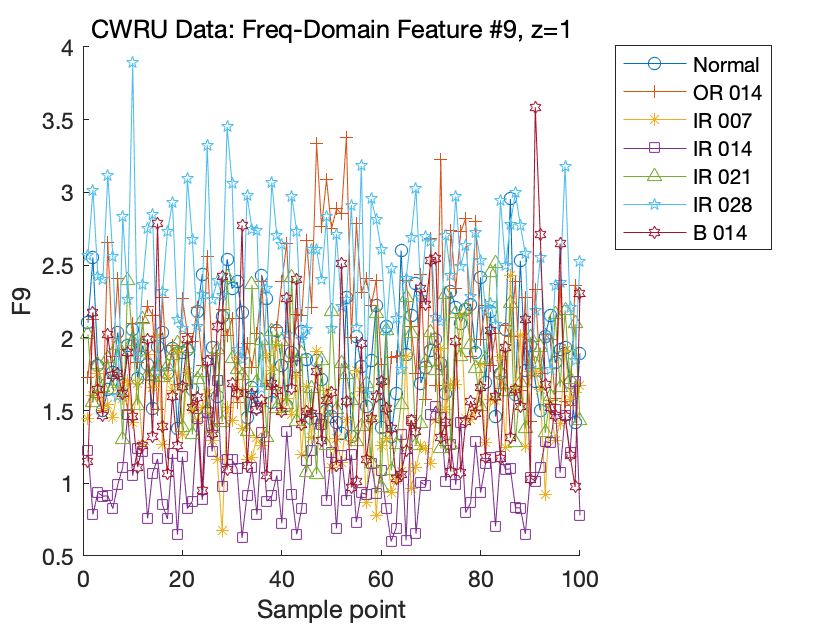 CWRU Data: Freq-Domain Feature #9, z=1
4
3.5
3
2.5
2
1.5
1
0.5
F9
0 20 40 60 80 100
Sample point
Normal
OR 014
IR 007
IR 014
IR 021
IR 028
B 014